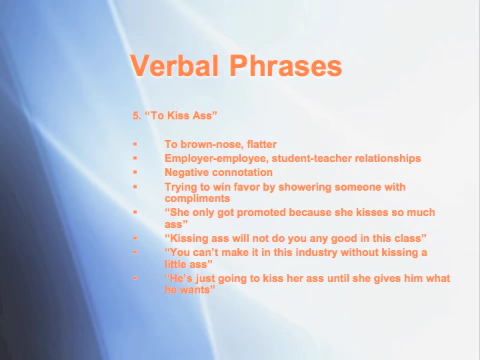 Verbal Phrases
5. “To Kiss Ass”
▪ To brown-nose, flatter
▪ Employer-employee, student-teacher relationships
▪ Negative connotation
▪ Trying to win favor by showering someone with
compliments
▪ “She only got promoted because she kisses so much
ass”
▪ “Kissing ass will not do you any good in this class”
▪ “You can’t make it in this industry without kissing a
little ass”
▪ “He’s just going to kiss her ass until she gives him what
he wants”